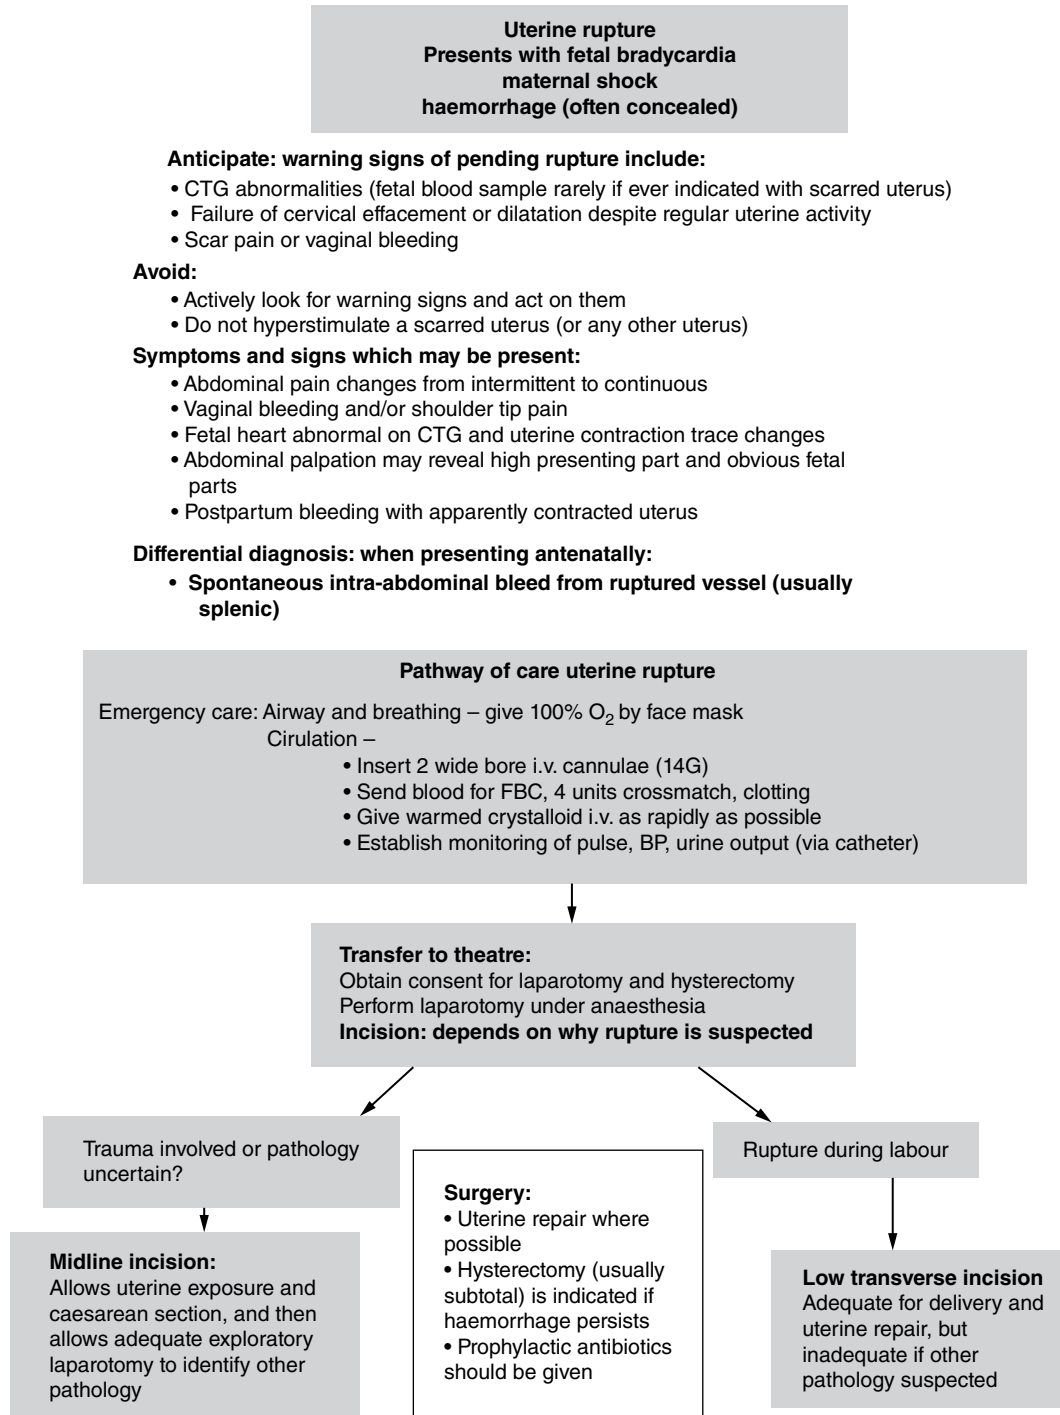 Uterine rupture
Presents with fetal bradycardia
maternal shock
haemorrhage (often concealed)
Anticipate: warning signs of pending rupture include:
• CTG abnormalities (fetal blood sample rarely if ever indicated with scarred uterus)
• Failure of cervical effacement or dilatation despite regular uterine activity
• Scar pain or vaginal bleeding
Avoid:
• Actively look for warning signs and act on them
• Do not hyperstimulate a scarred uterus (or any other uterus)
Symptoms and signs which may be present:
• Abdominal pain changes from intermittent to continuous
• Vaginal bleeding and/or shoulder tip pain
• Fetal heart abnormal on CTG and uterine contraction trace changes
• Abdominal palpation may reveal high presenting part and obvious fetal
parts
• Postpartum bleeding with apparently contracted uterus
Differential diagnosis: when presenting antenatally:
• Spontaneous intra-abdominal bleed from ruptured vessel (usually
splenic)
Pathway of care uterine rupture
Emergency care: Airway and breathing – give 100% O₂ by face mask
Cirulation –
• Insert 2 wide bore i.v. cannulae (14G)
• Send blood for FBC, 4 units crossmatch, clotting
• Give warmed crystalloid i.v. as rapidly as possible
• Establish monitoring of pulse, BP, urine output (via catheter)
Transfer to theatre:
Obtain consent for laparotomy and hysterectomy
Perform laparotomy under anaesthesia
Incision: depends on why rupture is suspected
Trauma involved or pathology
uncertain?
Midline incision:
Allows uterine exposure and
caesarean section, and then
allows adequate exploratory
laparotomy to identify other
pathology
Surgery:
• Uterine repair where
possible
• Hysterectomy (usually
subtotal) is indicated if
haemorrhage persists
• Prophylactic antibiotics
should be given
Rupture during labour
Low transverse incision
Adequate for delivery and
uterine repair, but
inadequate if other
pathology suspected